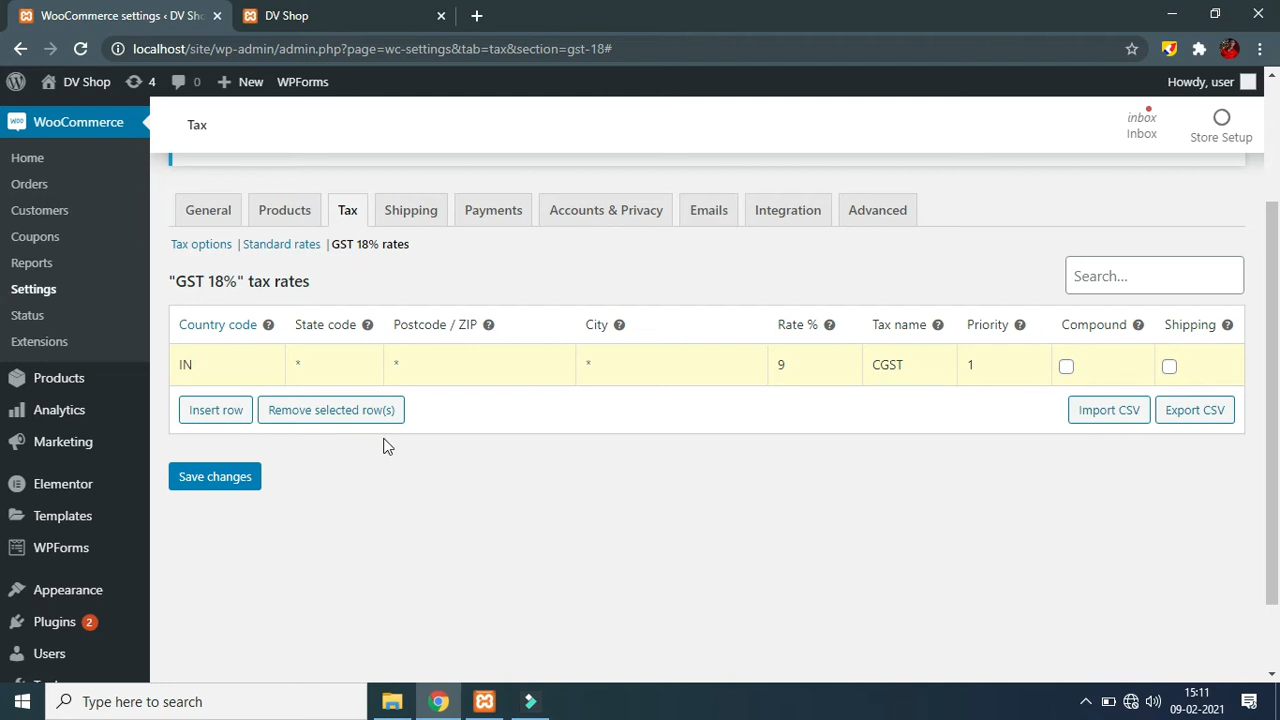 WooCommerce settings ‹ DV Sho
DV Shop
localhost/site/wp-admin/admin.php?page=wc-settings&tab=tax&section=gst-18#
DV Shop 4 0 New WPForms Howdy, user
WOO WooCommerce
Home
Orders
Customers
Coupons
Reports
Settings
Status
Extensions
Products
Analytics
Marketing
Elementor
Templates
WPForms
Appearance
Plugins 2
Users
Tax
inbox
Inbox
Store Setup
General Products Tax Shipping Payments Accounts & Privacy Emails Integration Advanced
Tax options | Standard rates | GST 18% rates
"GST 18%" tax rates
Search...
Country code ? State code ? Postcode / ZIP ? City ? Rate % ? Tax name ? Priority ? Compound ? Shipping ?
IN * * * 9 CGST 1
Insert row Remove selected row(s) Import CSV Export CSV
Save changes
Type here to search
15:11
09-02-2021